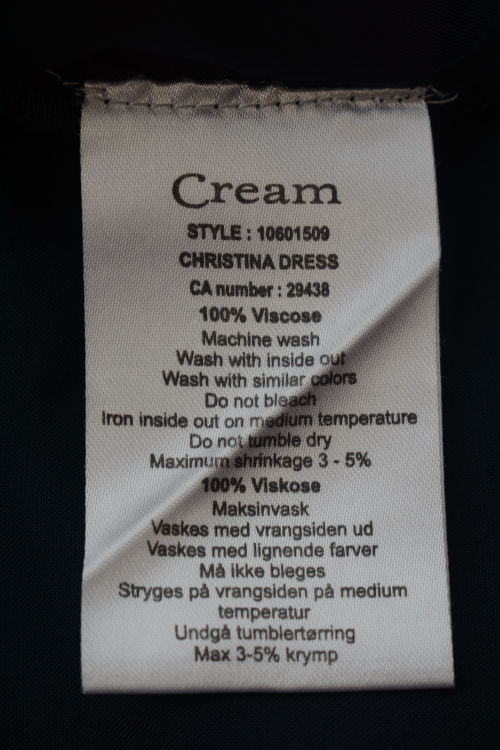 Cream
STYLE : 10601509
CHRISTINA DRESS
CA number : 29438
100% Viscose
Machine wash
Wash with inside out
Wash with similar colors
Do not bleach
Iron inside out on medium temperature
Do not tumble dry
Maximum shrinkage 3 - 5%
100% Viskose
Maksinvask
Vaskes med vrangsiden ud
Vaskes med lignende farver
Må ikke bleges
Stryges på vrangsiden på medium
temperatur
Undgå tumblertørring
Max 3-5% krymp